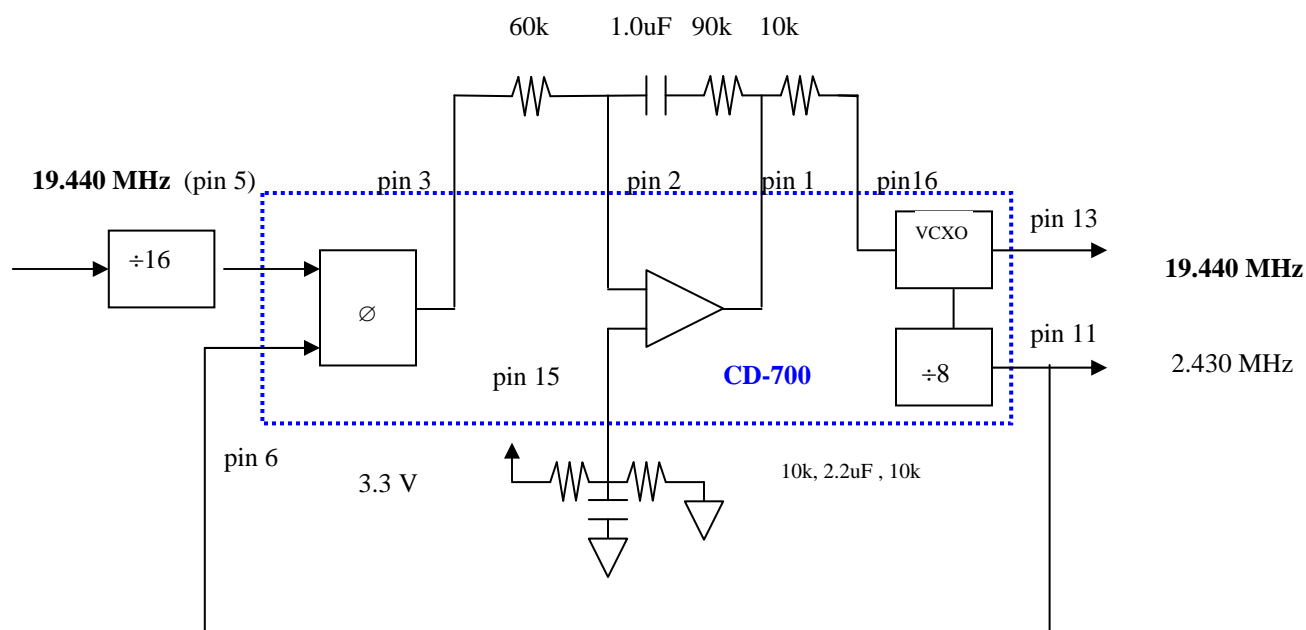 60k 1.0uF 90k 10k
19.440 MHz (pin 5)
pin 3
pin 2
pin 1
pin16
÷16
∅
VCXO
pin 13
19.440 MHz
÷8
pin 11
2.430 MHz
pin 15
CD-700
pin 6
3.3 V
10k, 2.2uF , 10k